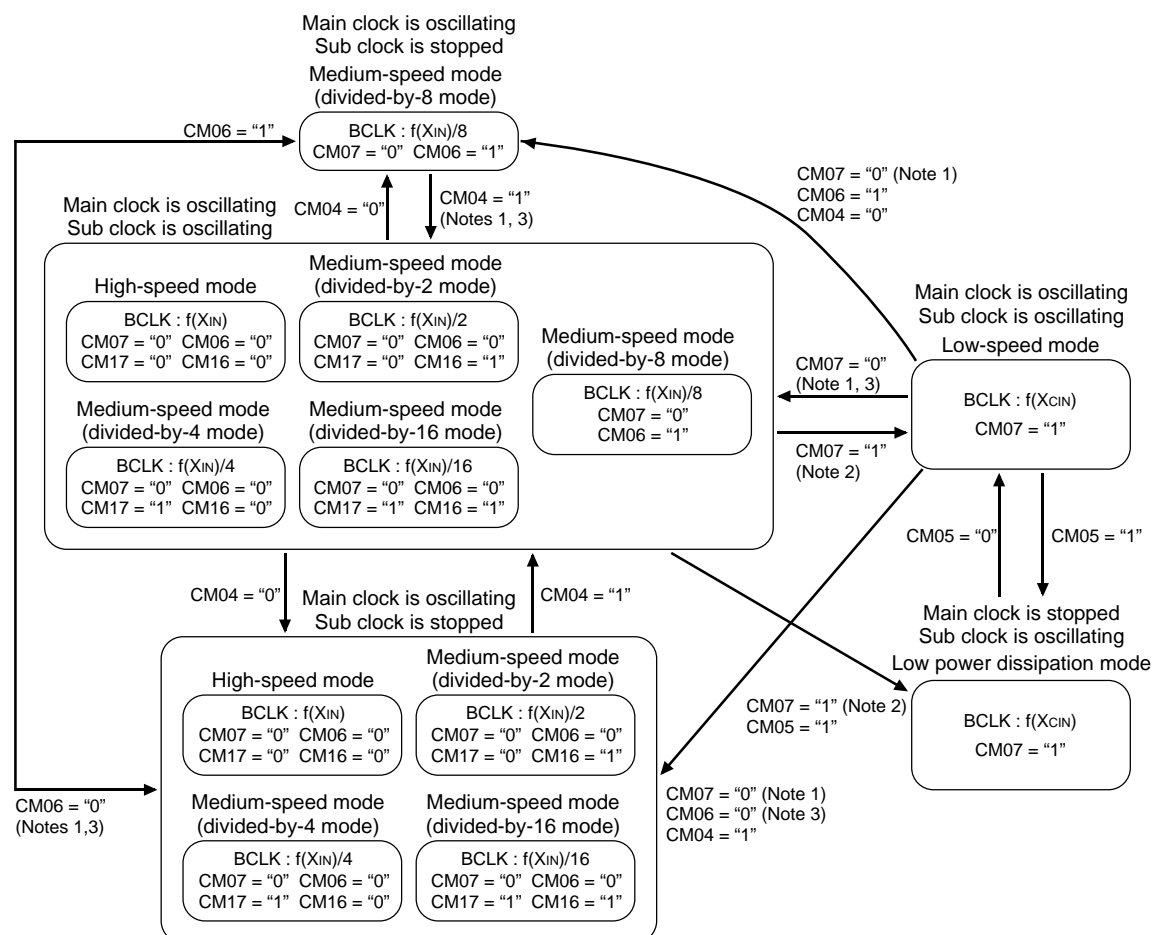 Main clock is oscillating
Sub clock is stopped
Medium-speed mode
(divided-by-8 mode)
CM06 = “1”
BCLK : f(XIN)/8
CM07 = “0” CM06 = “1”
CM07 = “0” (Note 1)
CM06 = “1”
CM04 = “0”
Main clock is oscillating
Sub clock is oscillating
CM04 = “0”
CM04 = “1”
(Notes 1, 3)
High-speed mode
BCLK : f(XIN)
CM07 = “0” CM06 = “0”
CM17 = “0” CM16 = “0”
Medium-speed mode
(divided-by-2 mode)
BCLK : f(XIN)/2
CM07 = “0” CM06 = “0”
CM17 = “0” CM16 = “1”
Medium-speed mode
(divided-by-8 mode)
BCLK : f(XIN)/8
CM07 = “0”
CM06 = “1”
Medium-speed mode
(divided-by-4 mode)
BCLK : f(XIN)/4
CM07 = “0” CM06 = “0”
CM17 = “1” CM16 = “0”
Medium-speed mode
(divided-by-16 mode)
BCLK : f(XIN)/16
CM07 = “0” CM06 = “0”
CM17 = “1” CM16 = “1”
CM07 = “0”
(Note 1, 3)
CM07 = “1”
(Note 2)
Main clock is oscillating
Sub clock is oscillating
Low-speed mode
BCLK : f(XCIN)
CM07 = “1”
CM05 = “0”
CM05 = “1”
Main clock is stopped
Sub clock is oscillating
Low power dissipation mode
BCLK : f(XCIN)
CM07 = “1”
CM07 = “1” (Note 2)
CM05 = “1”
CM04 = “0”
Main clock is oscillating
Sub clock is stopped
CM04 = “1”
High-speed mode
BCLK : f(XIN)
CM07 = “0” CM06 = “0”
CM17 = “0” CM16 = “0”
Medium-speed mode
(divided-by-2 mode)
BCLK : f(XIN)/2
CM07 = “0” CM06 = “0”
CM17 = “0” CM16 = “1”
Medium-speed mode
(divided-by-4 mode)
BCLK : f(XIN)/4
CM07 = “0” CM06 = “0”
CM17 = “1” CM16 = “0”
Medium-speed mode
(divided-by-16 mode)
BCLK : f(XIN)/16
CM07 = “0” CM06 = “0”
CM17 = “1” CM16 = “1”
CM06 = “0”
(Notes 1,3)
CM07 = “0” (Note 1)
CM06 = “0” (Note 3)
CM04 = “1”